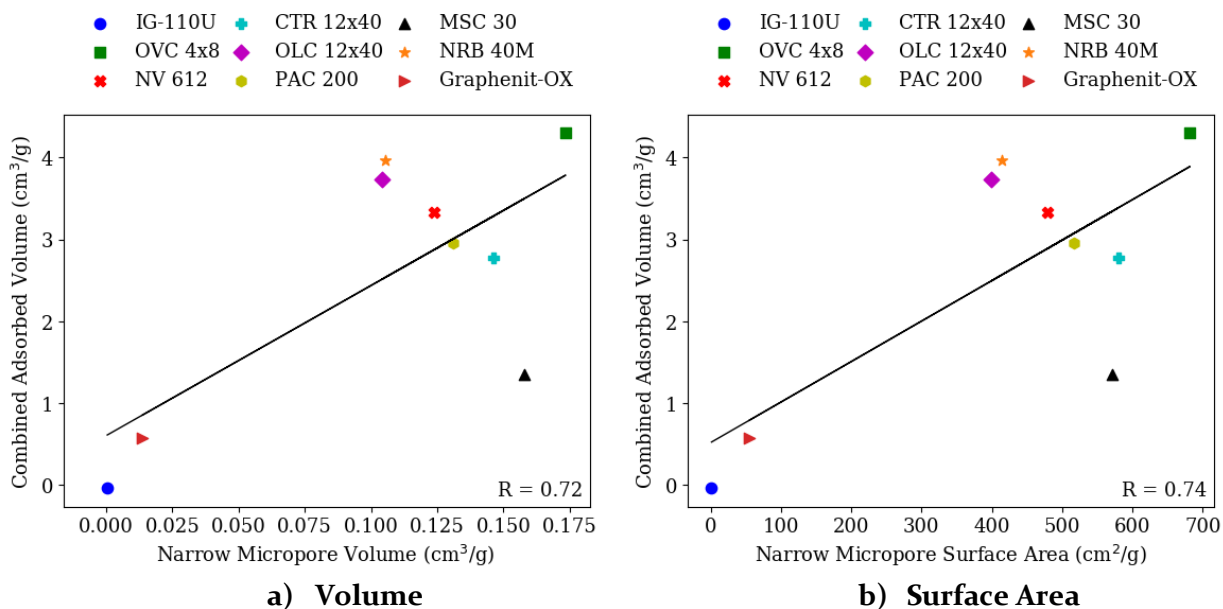 IG-110U CTR 12x40 MSC 30
OVC 4x8 OLC 12x40 NRB 40M
NV 612 PAC 200 Graphenit-OX
Combined Adsorbed Volume (cm³/g)
4
3
2
1
0
R = 0.72
0.000 0.025 0.050 0.075 0.100 0.125 0.150 0.175
Narrow Micropore Volume (cm³/g)
a) Volume
IG-110U CTR 12x40 MSC 30
OVC 4x8 OLC 12x40 NRB 40M
NV 612 PAC 200 Graphenit-OX
Combined Adsorbed Volume (cm³/g)
4
3
2
1
0
R = 0.74
0 100 200 300 400 500 600 700
Narrow Micropore Surface Area (cm²/g)
b) Surface Area